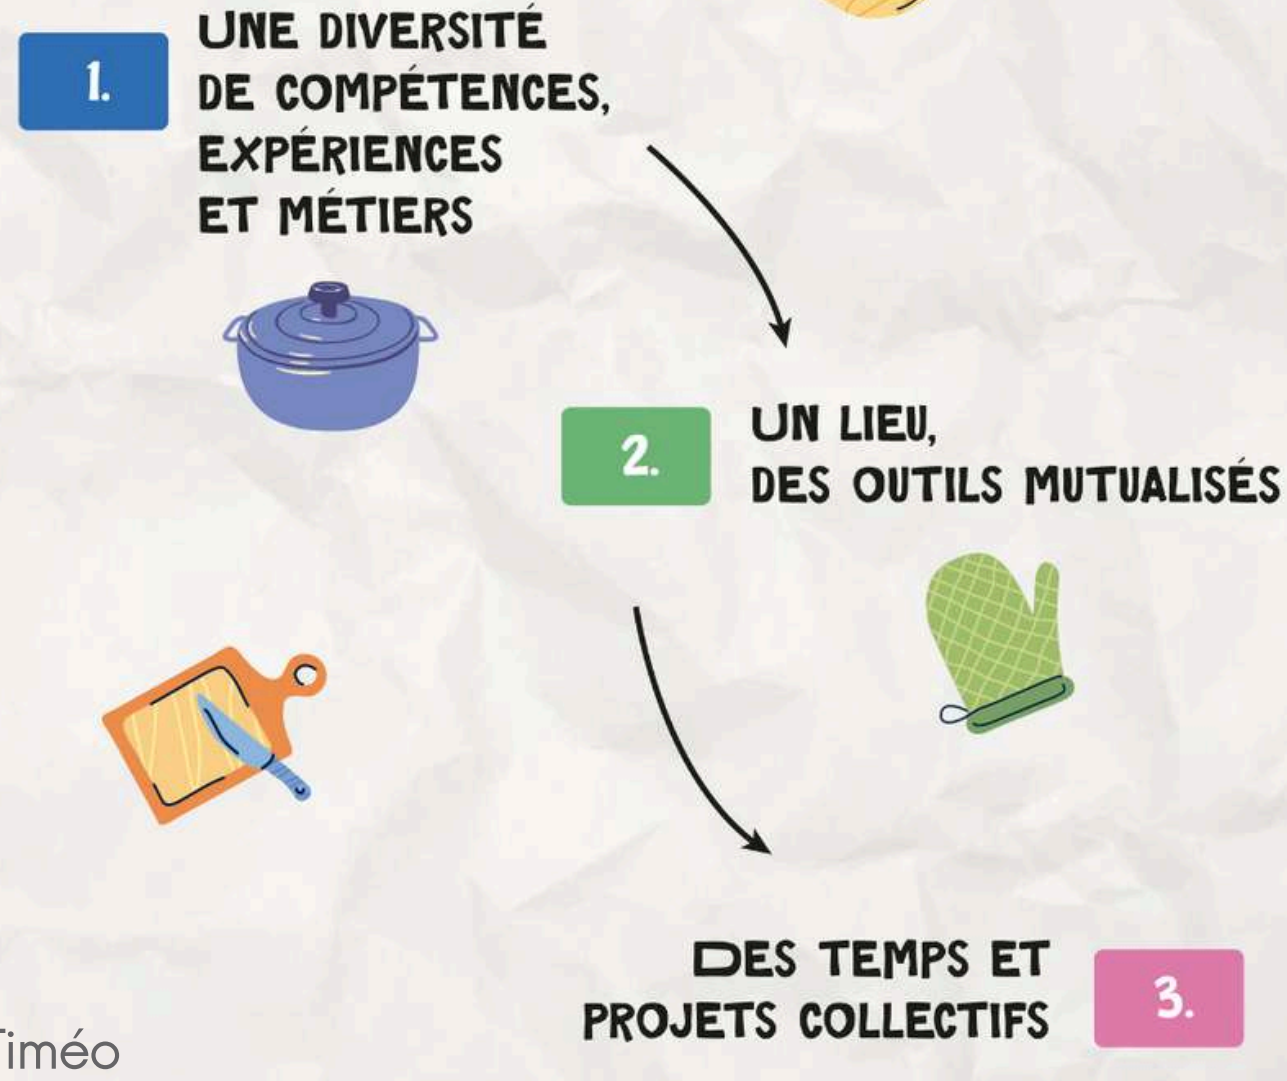 1.
UNE DIVERSITÉ
DE COMPÉTENCES,
EXPÉRIENCES
ET MÉTIERS
2.
UN LIEU,
DES OUTILS MUTUALISÉS
DES TEMPS ET
PROJETS COLLECTIFS
3.
Timéo